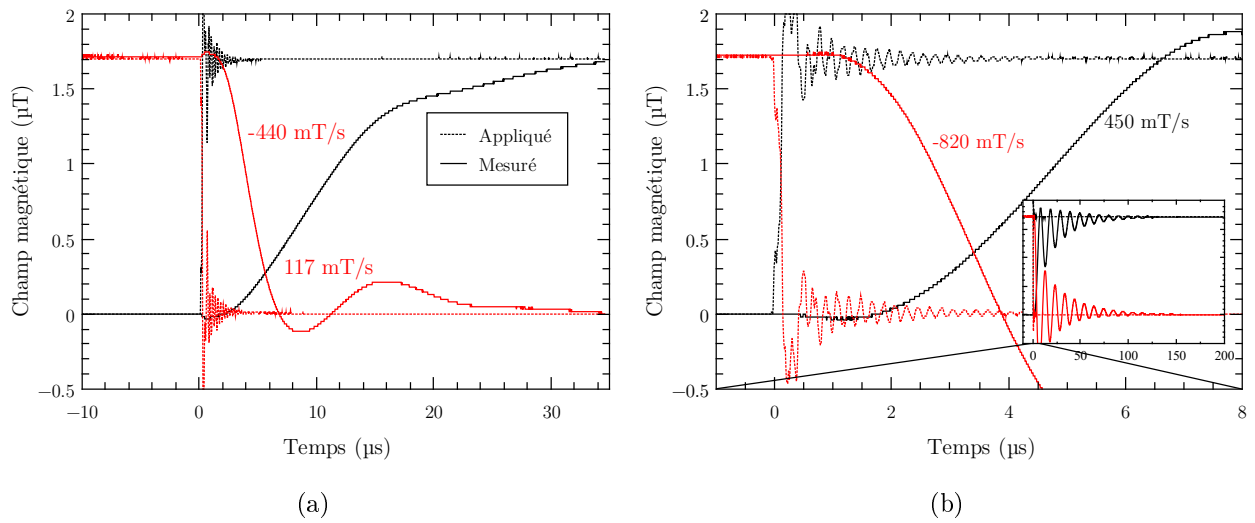 2
1.5
1
0.5
0
−0.5
−10
0
10
20
30
Champ magnétique (µT)
Temps (µs)
-440 mT/s
117 mT/s
Appliqué
Mesuré
(a)
2
1.5
1
0.5
0
−0.5
−1
0
2
4
6
8
Champ magnétique (µT)
Temps (µs)
-820 mT/s
450 mT/s
0
50
100
150
200
(b)